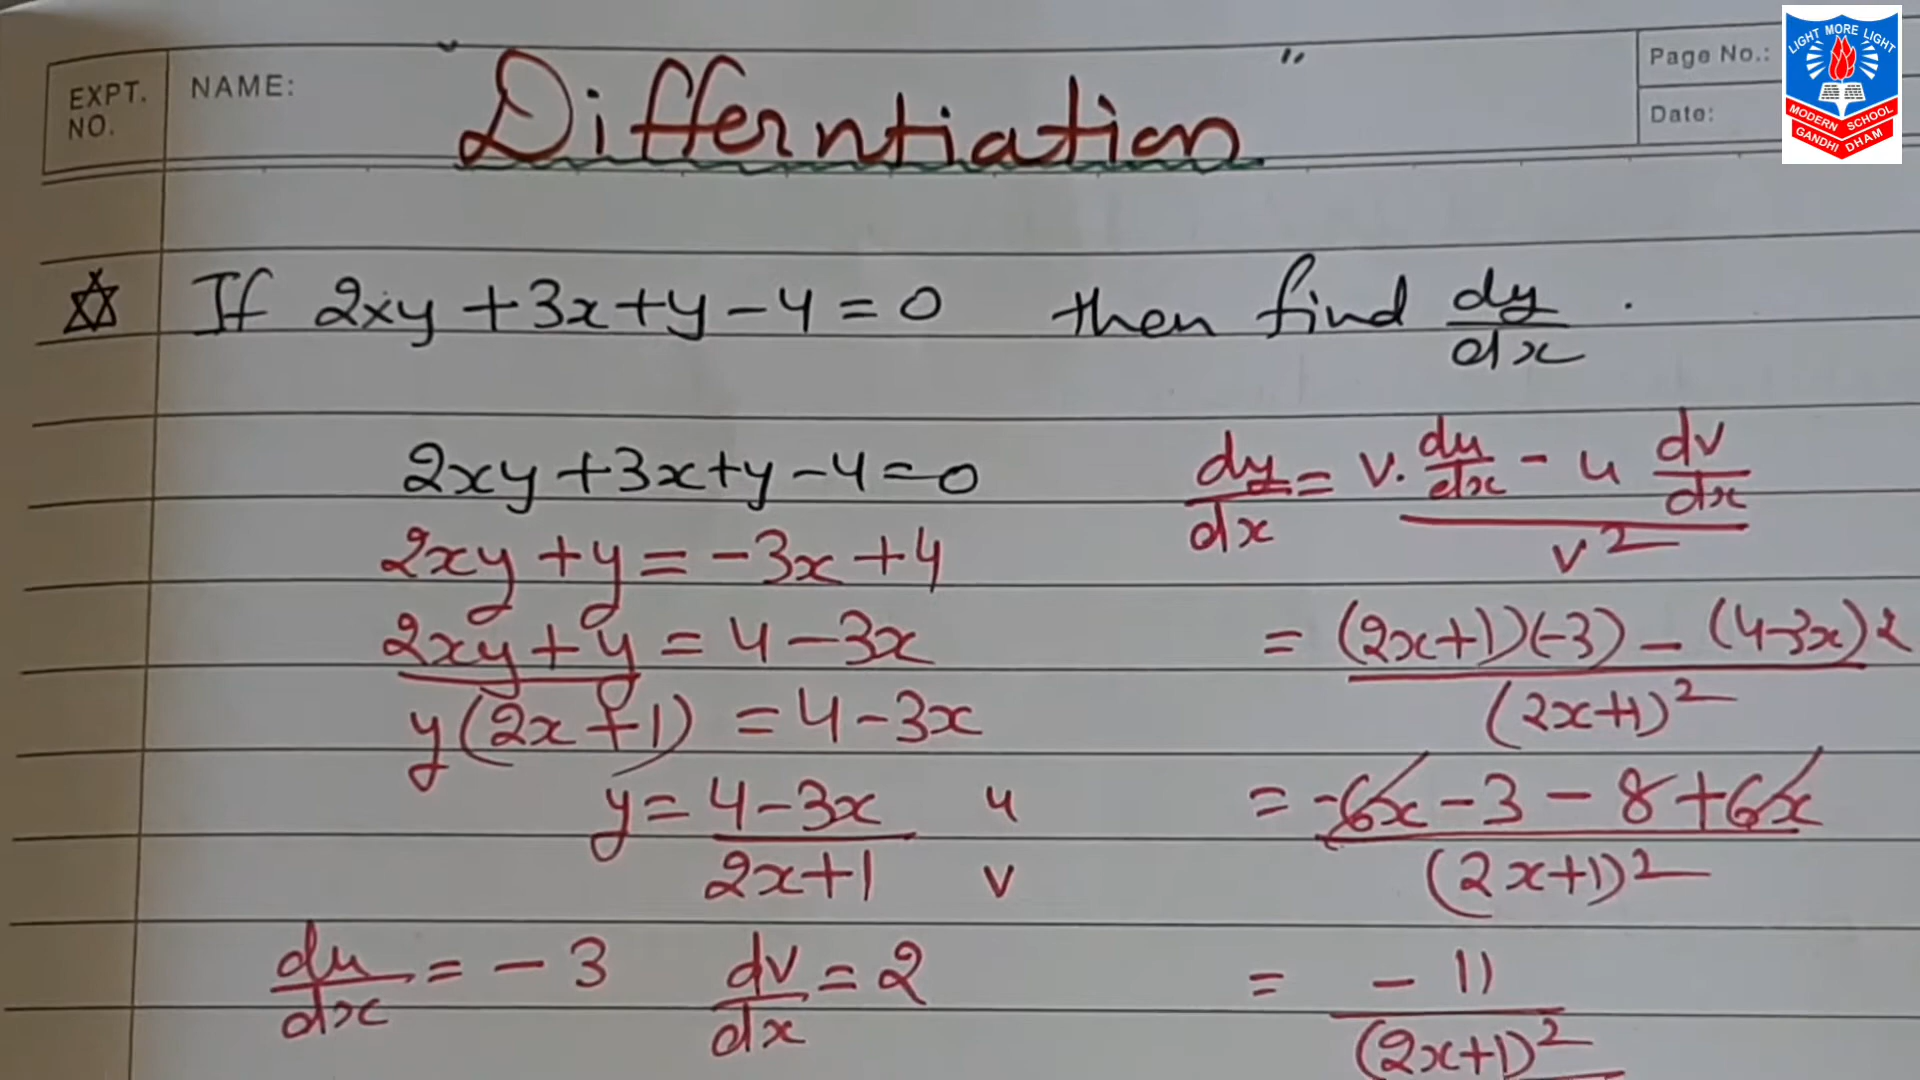 EXPT. NO.
NAME:
"Differntiation"
Page No.:
Date:
LIGHT MORE LIGHT
MODERN SCHOOL
GANDHIDHAM
If 2xy + 3x + y - 4 = 0 then find dy/dx .
2xy + 3x + y - 4 = 0
2xy + y = -3x + 4
2xy + y = 4 - 3x
y(2x + 1) = 4 - 3x
y = (4 - 3x)/(2x + 1) u v
du/dx = -3 dv/dx = 2
dy/dx = (v . du/dx - u dv/dx)/v²
= ((2x+1)(-3) - (4-3x)2)/(2x+1)²
= (-6x - 3 - 8 + 6x)/(2x+1)²
= -11/(2x+1)²